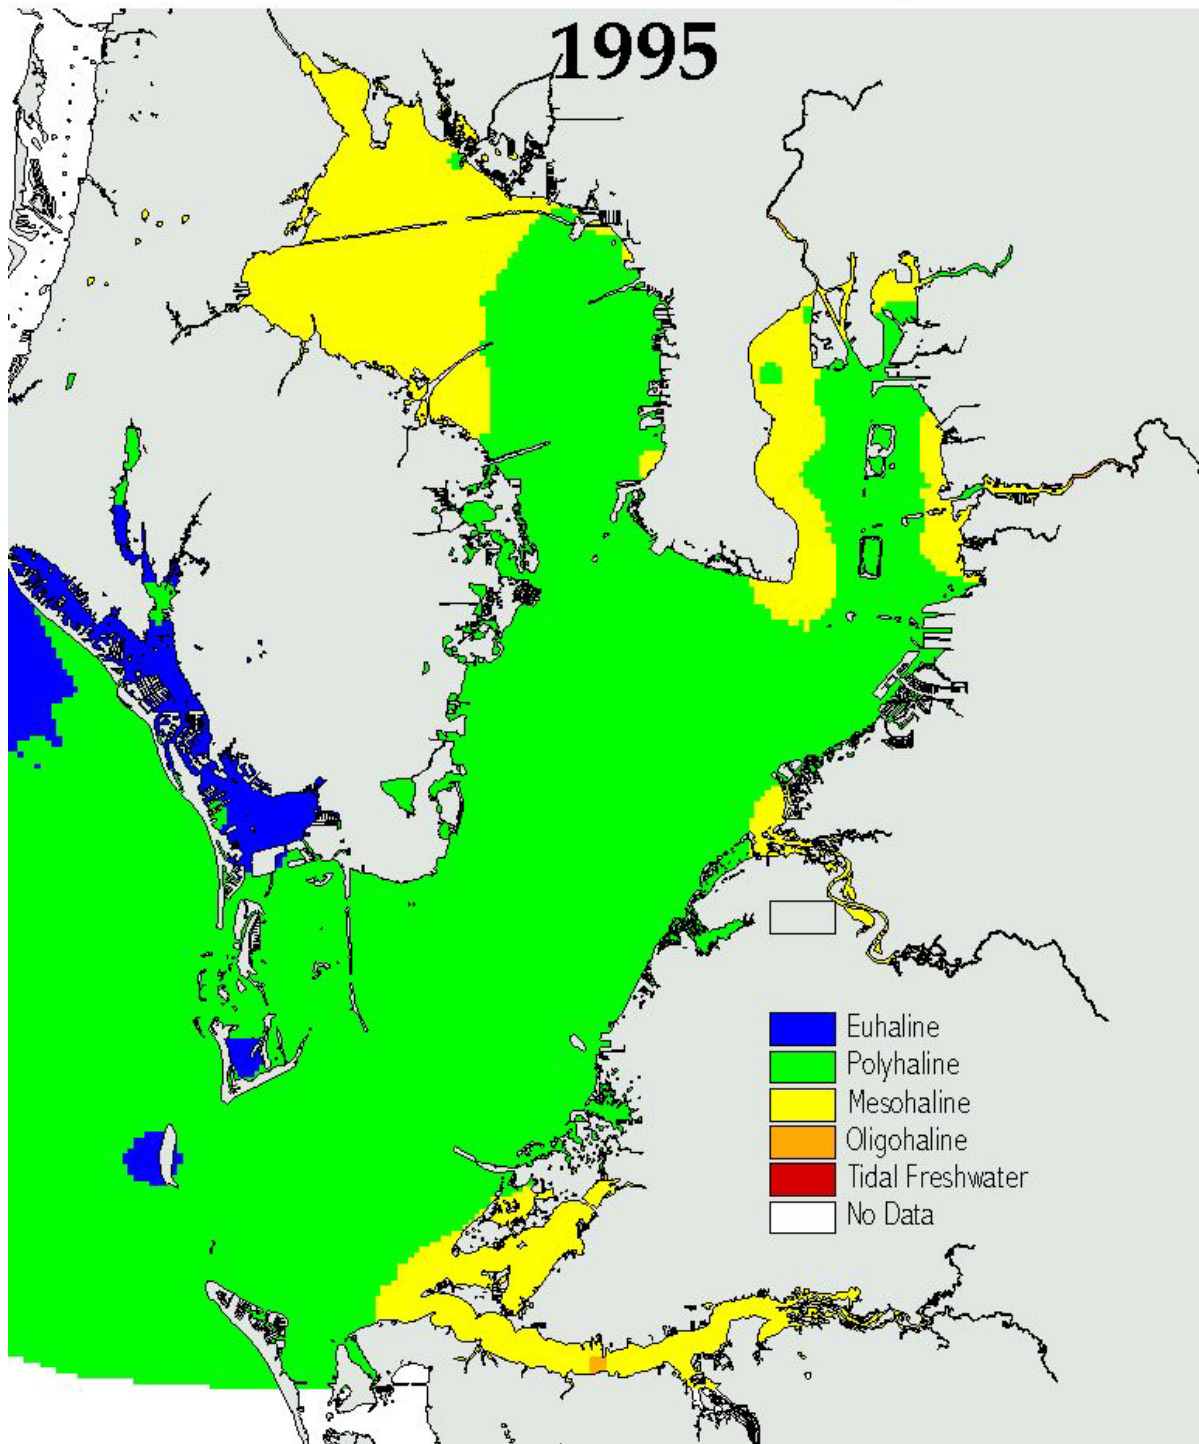 1995
Euhaline
Polyhaline
Mesohaline
Oligohaline
Tidal Freshwater
No Data